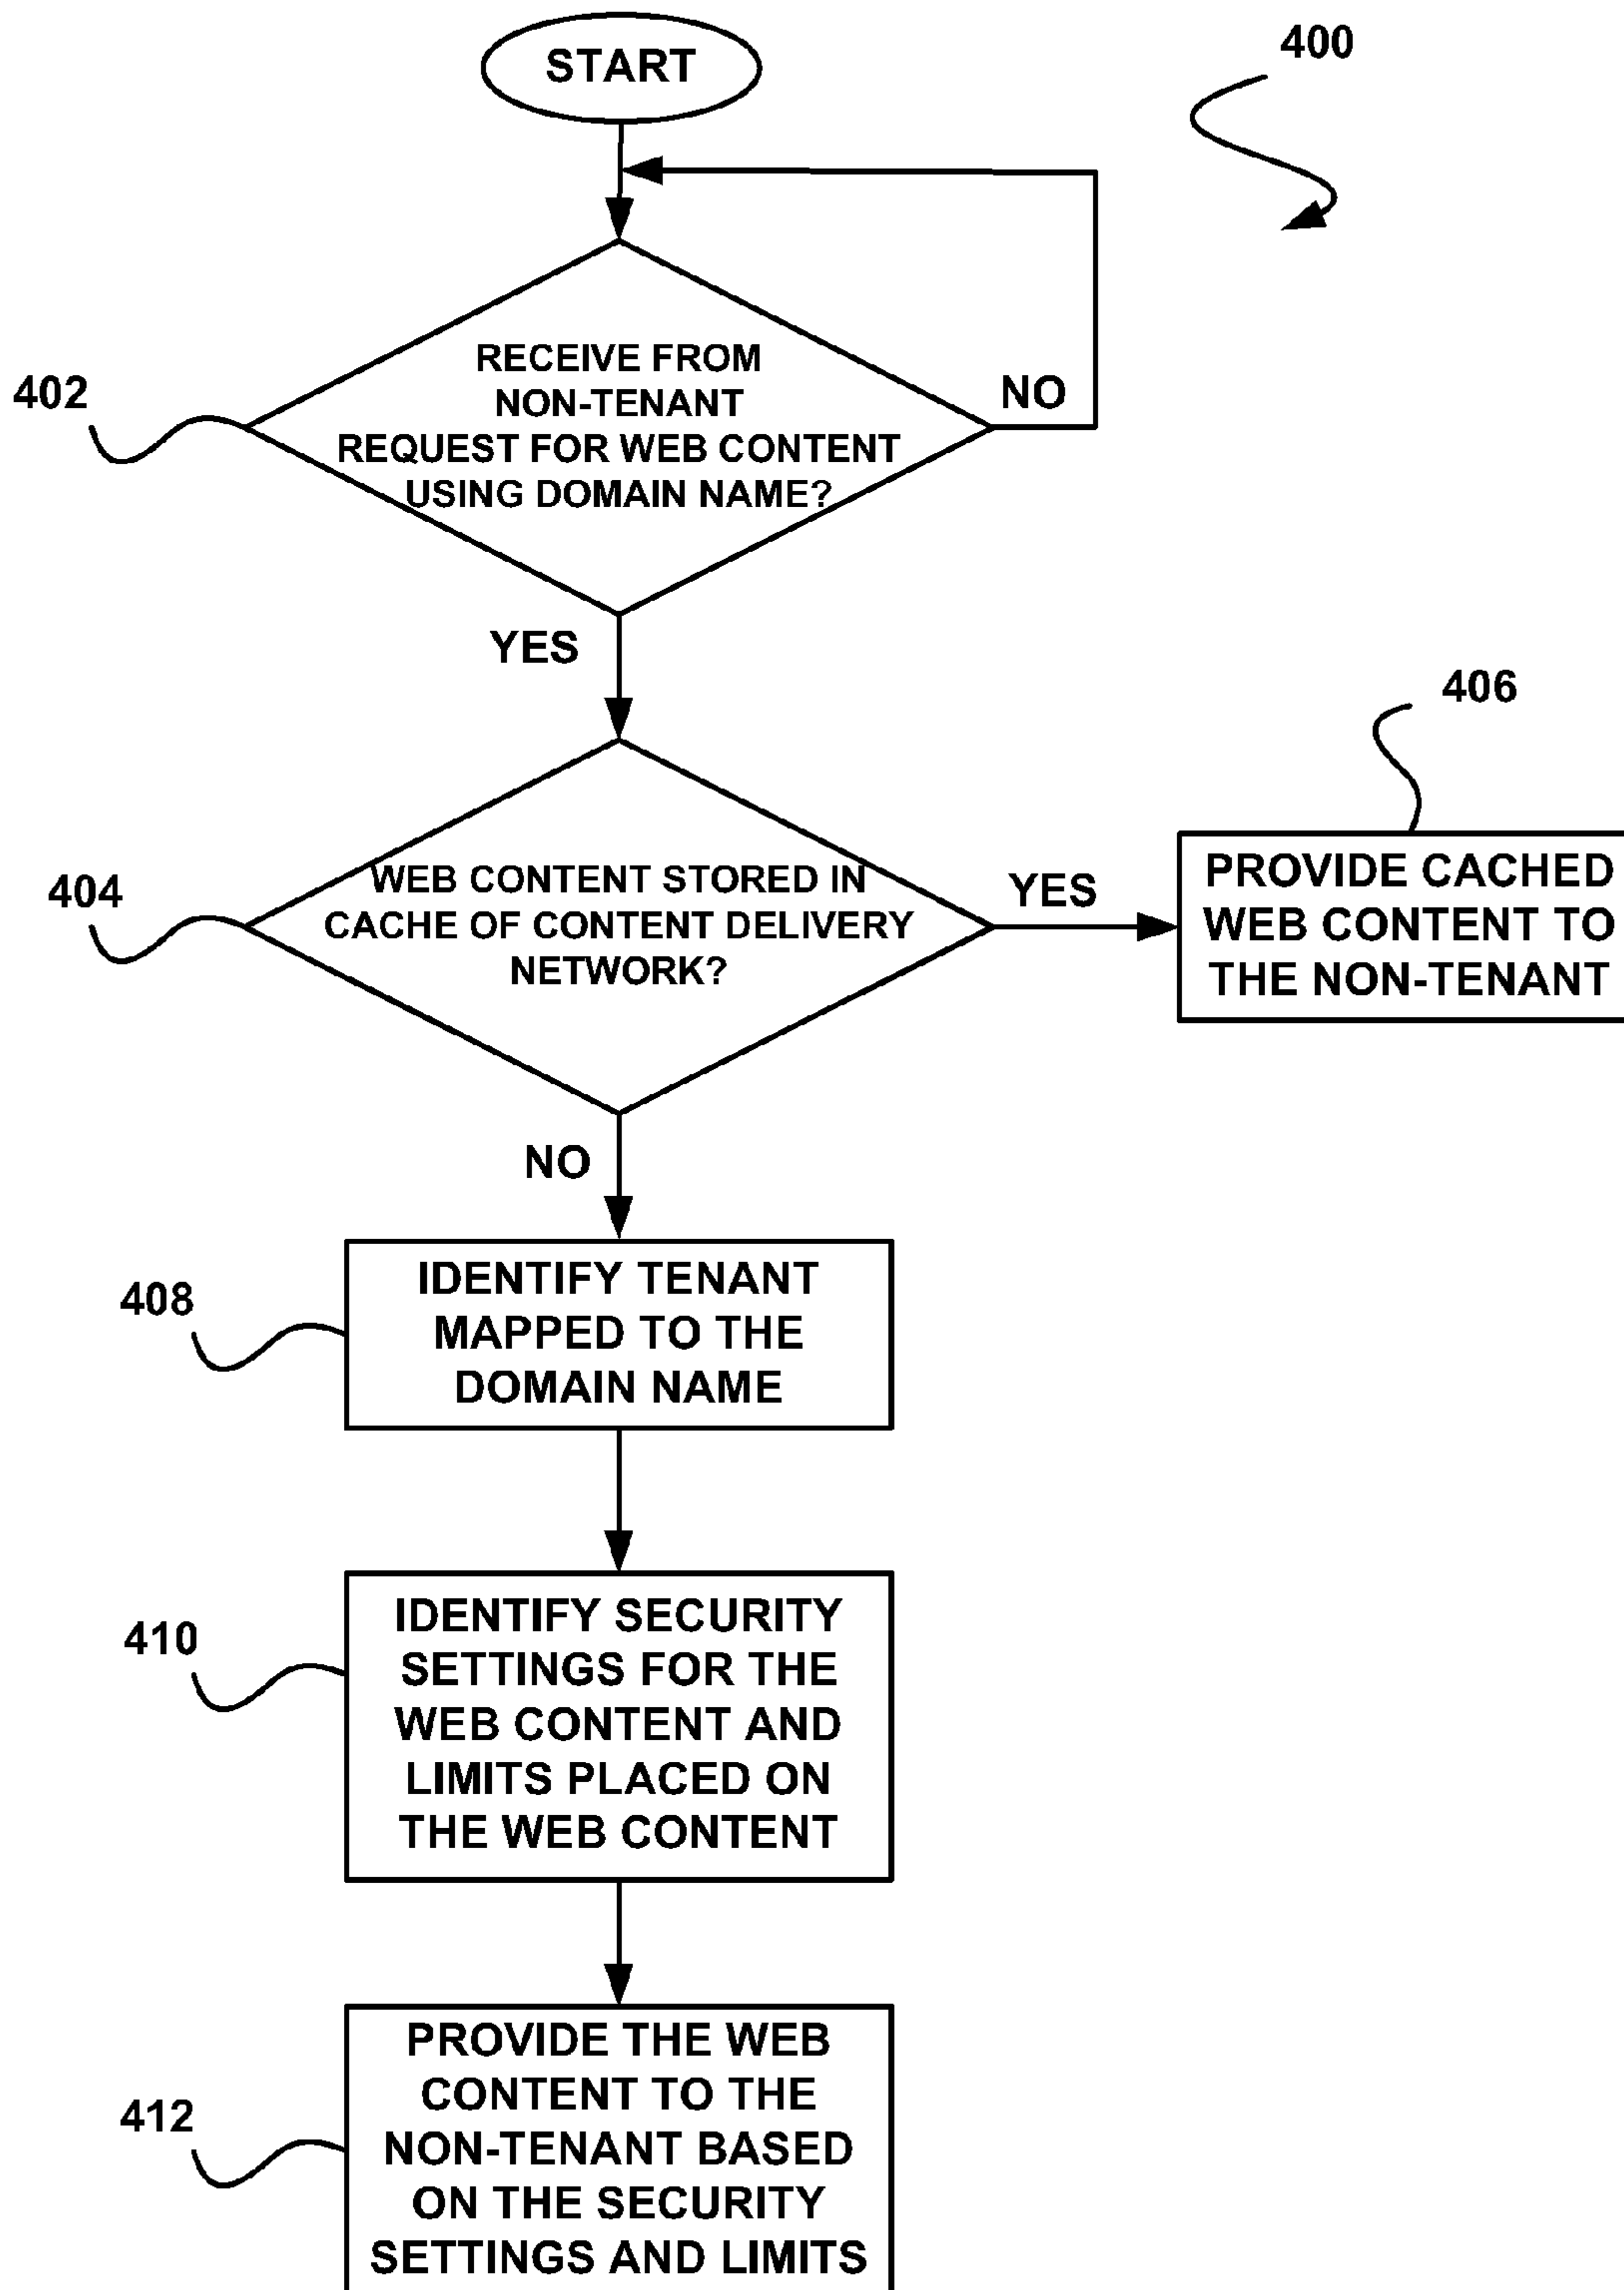 START
400
402
RECEIVE FROM
NON-TENANT
REQUEST FOR WEB CONTENT
USING DOMAIN NAME?
NO
YES
406
404
WEB CONTENT STORED IN
CACHE OF CONTENT DELIVERY
NETWORK?
YES
PROVIDE CACHED
WEB CONTENT TO
THE NON-TENANT
NO
408
IDENTIFY TENANT
MAPPED TO THE
DOMAIN NAME
410
IDENTIFY SECURITY
SETTINGS FOR THE
WEB CONTENT AND
LIMITS PLACED ON
THE WEB CONTENT
412
PROVIDE THE WEB
CONTENT TO THE
NON-TENANT BASED
ON THE SECURITY
SETTINGS AND LIMITS